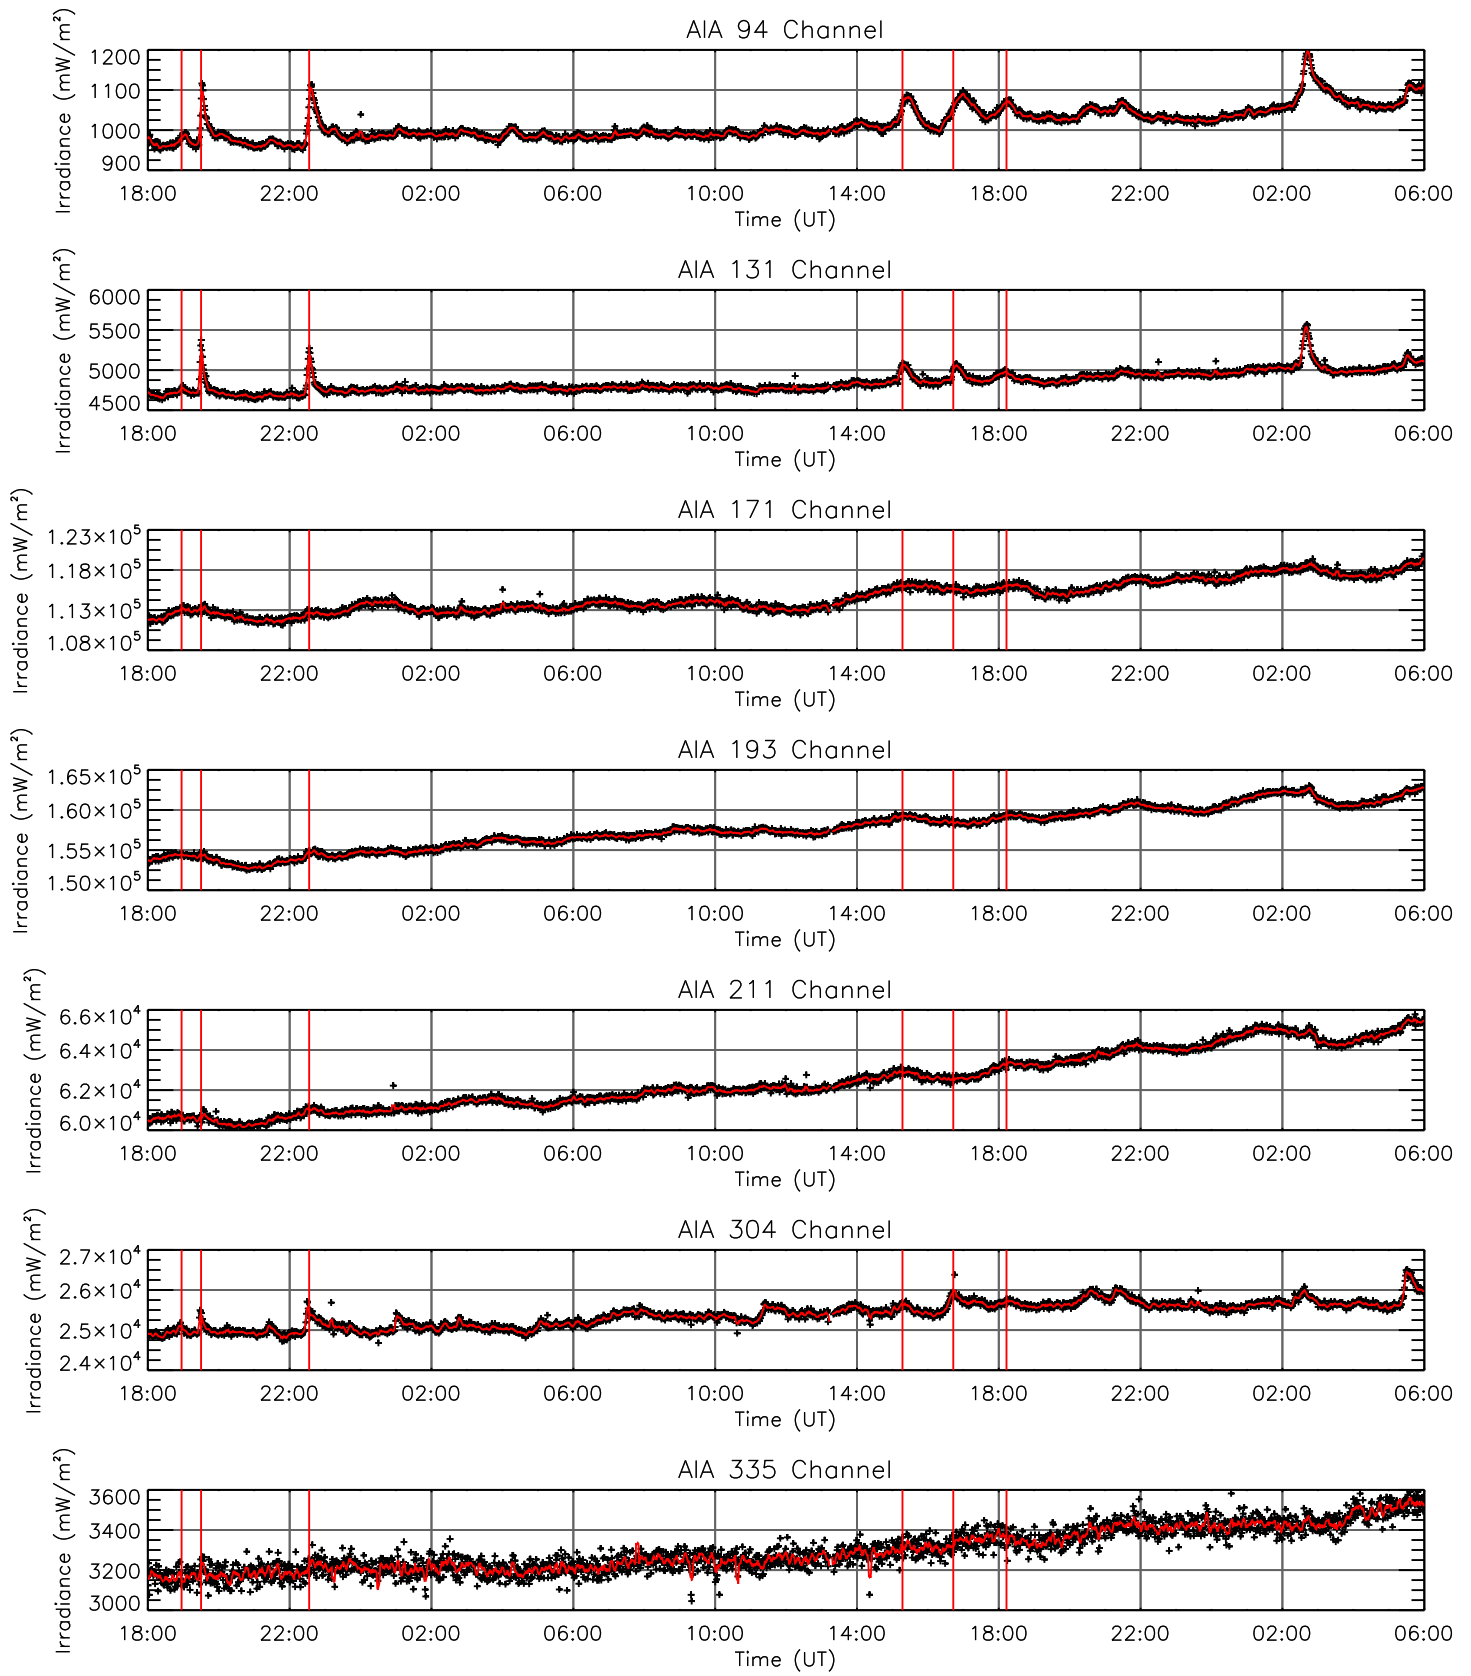 AIA 94 Channel
Irradiance (mW/m²)
1200
1100
1000
900
18:00 22:00 02:00 06:00 10:00 14:00 18:00 22:00 02:00 06:00
Time (UT)
AIA 131 Channel
Irradiance (mW/m²)
6000
5500
5000
4500
18:00 22:00 02:00 06:00 10:00 14:00 18:00 22:00 02:00 06:00
Time (UT)
AIA 171 Channel
Irradiance (mW/m²)
1.23×10⁵
1.18×10⁵
1.13×10⁵
1.08×10⁵
18:00 22:00 02:00 06:00 10:00 14:00 18:00 22:00 02:00 06:00
Time (UT)
AIA 193 Channel
Irradiance (mW/m²)
1.65×10⁵
1.60×10⁵
1.55×10⁵
1.50×10⁵
18:00 22:00 02:00 06:00 10:00 14:00 18:00 22:00 02:00 06:00
Time (UT)
AIA 211 Channel
Irradiance (mW/m²)
6.6×10⁴
6.4×10⁴
6.2×10⁴
6.0×10⁴
18:00 22:00 02:00 06:00 10:00 14:00 18:00 22:00 02:00 06:00
Time (UT)
AIA 304 Channel
Irradiance (mW/m²)
2.7×10⁴
2.6×10⁴
2.5×10⁴
2.4×10⁴
18:00 22:00 02:00 06:00 10:00 14:00 18:00 22:00 02:00 06:00
Time (UT)
AIA 335 Channel
Irradiance (mW/m²)
3600
3400
3200
3000
18:00 22:00 02:00 06:00 10:00 14:00 18:00 22:00 02:00 06:00
Time (UT)